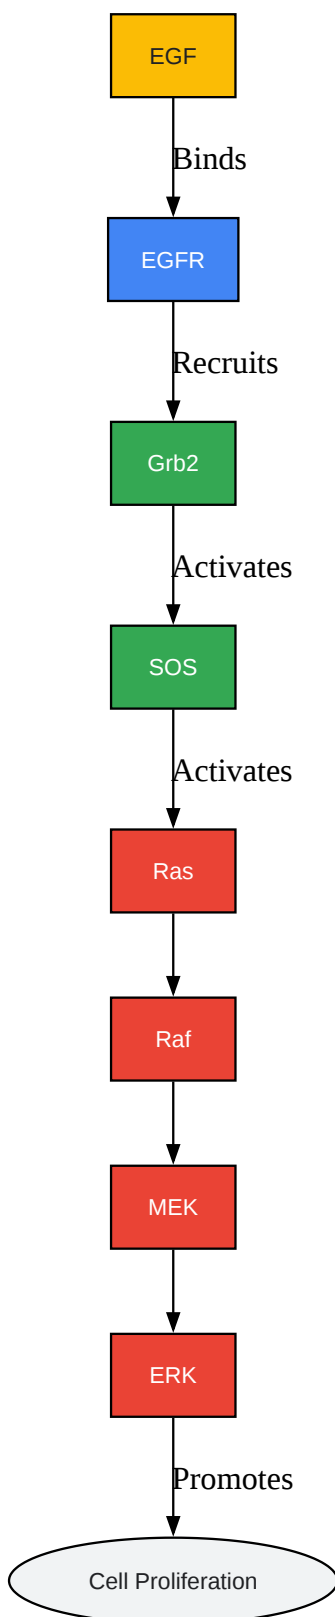 EGF
Binds
EGFR
Recruits
Grb2
Activates
SOS
Activates
Ras
Raf
MEK
ERK
Promotes
Cell Proliferation